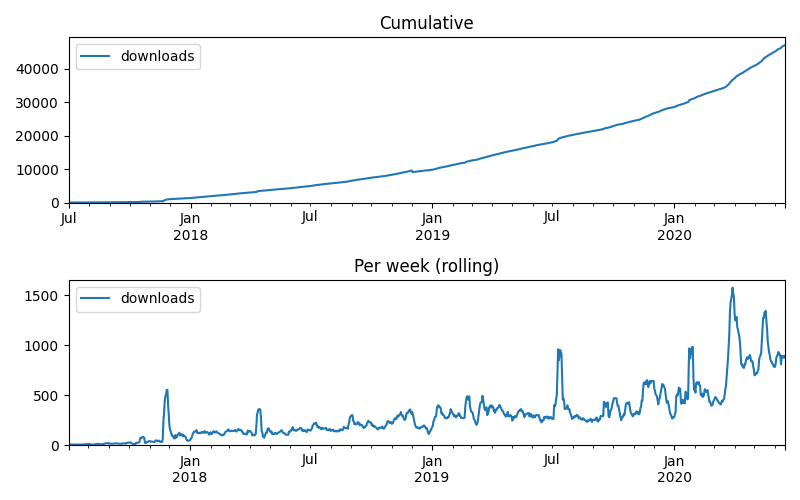 Cumulative
downloads
40000
30000
20000
10000
0
Jul Jan Jul Jan Jul Jan
2018 2019 2020
Per week (rolling)
downloads
1500
1000
500
0
Jan Jul Jan Jul Jan
2018 2019 2020